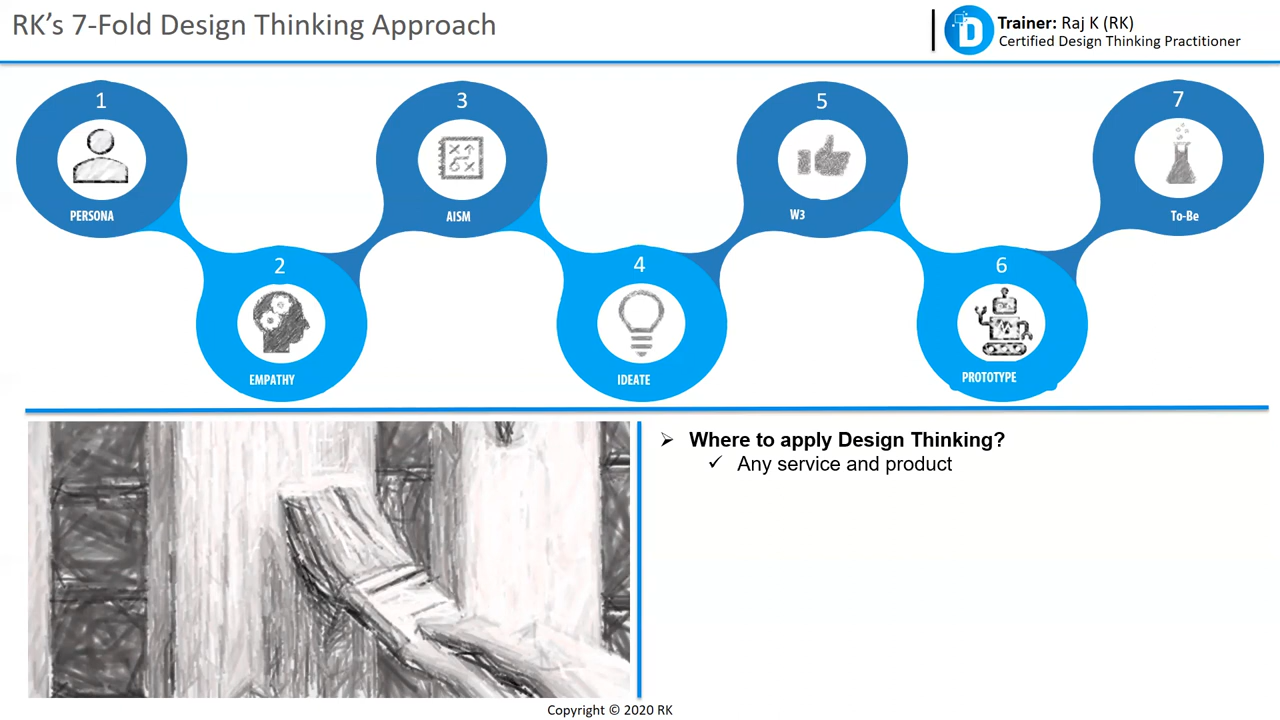 RK's 7-Fold Design Thinking Approach
Trainer: Raj K (RK)
Certified Design Thinking Practitioner
D
1
PERSONA
2
EMPATHY
3
AISM
4
IDEATE
5
W3
6
PROTOTYPE
7
To-Be
Where to apply Design Thinking?
Any service and product
Copyright © 2020 RK